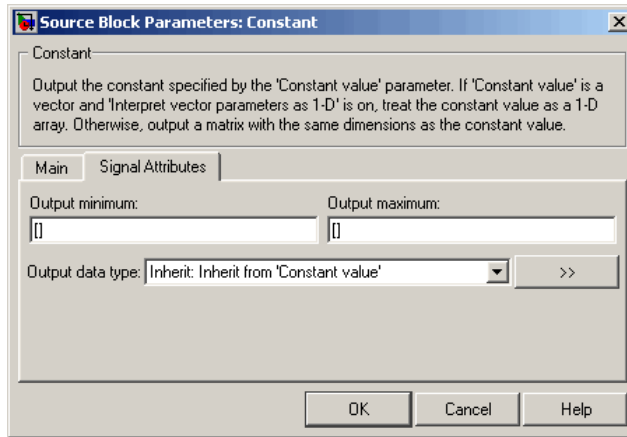 Source Block Parameters: Constant
Constant
Output the constant specified by the 'Constant value' parameter. If 'Constant value' is a
vector and 'Interpret vector parameters as 1-D' is on, treat the constant value as a 1-D
array. Otherwise, output a matrix with the same dimensions as the constant value.
Main Signal Attributes
Output minimum: Output maximum:
[] []
Output data type: Inherit: Inherit from 'Constant value' >>
OK Cancel Help